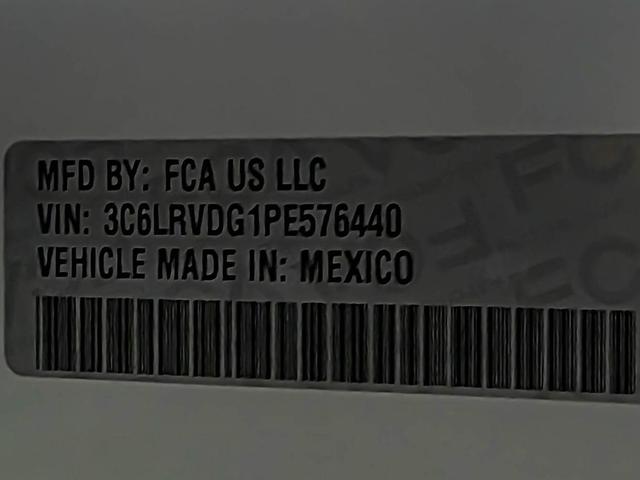 MFD BY: FCA US LLC
VIN: 3C6LRVDG1PE576440
VEHICLE MADE IN: MEXICO